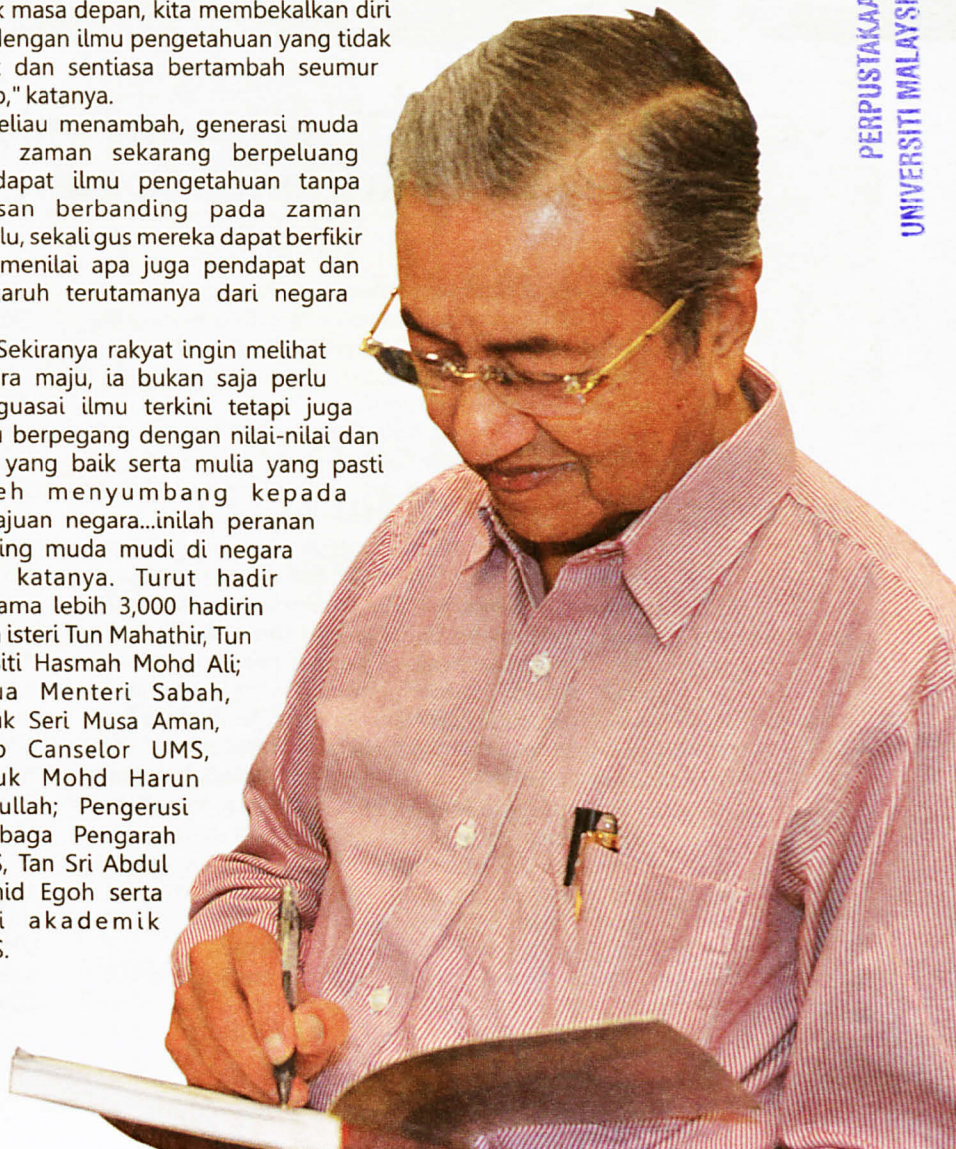 k masa depan, kita membekalkan diri
dengan ilmu pengetahuan yang tidak
dan sentiasa bertambah seumur
," katanya.
eliau menambah, generasi muda
zaman sekarang berpeluang
dapat ilmu pengetahuan tanpa
san berbanding pada zaman
lu, sekali gus mereka dapat berfikir
menilai apa juga pendapat dan
aruh terutamanya dari negara
Sekiranya rakyat ingin melihat
ra maju, ia bukan saja perlu
guasai ilmu terkini tetapi juga
berpegang dengan nilai-nilai dan
yang baik serta mulia yang pasti
eh menyumbang kepada
ajuan negara...inilah peranan
ing muda mudi di negara
katanya. Turut hadir
ama lebih 3,000 hadirin
isteri Tun Mahathir, Tun
iti Hasmah Mohd Ali;
ua Menteri Sabah,
uk Seri Musa Aman,
Canselor UMS,
uk Mohd Harun
ullah; Pengerusi
baga Pengarah
S, Tan Sri Abdul
id Egoh serta
i akademik
S.
PERPUSTAKAA
UNIVERSITI MALAYSI